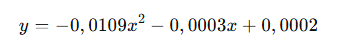 y = −0,0109x² − 0,0003x + 0,0002